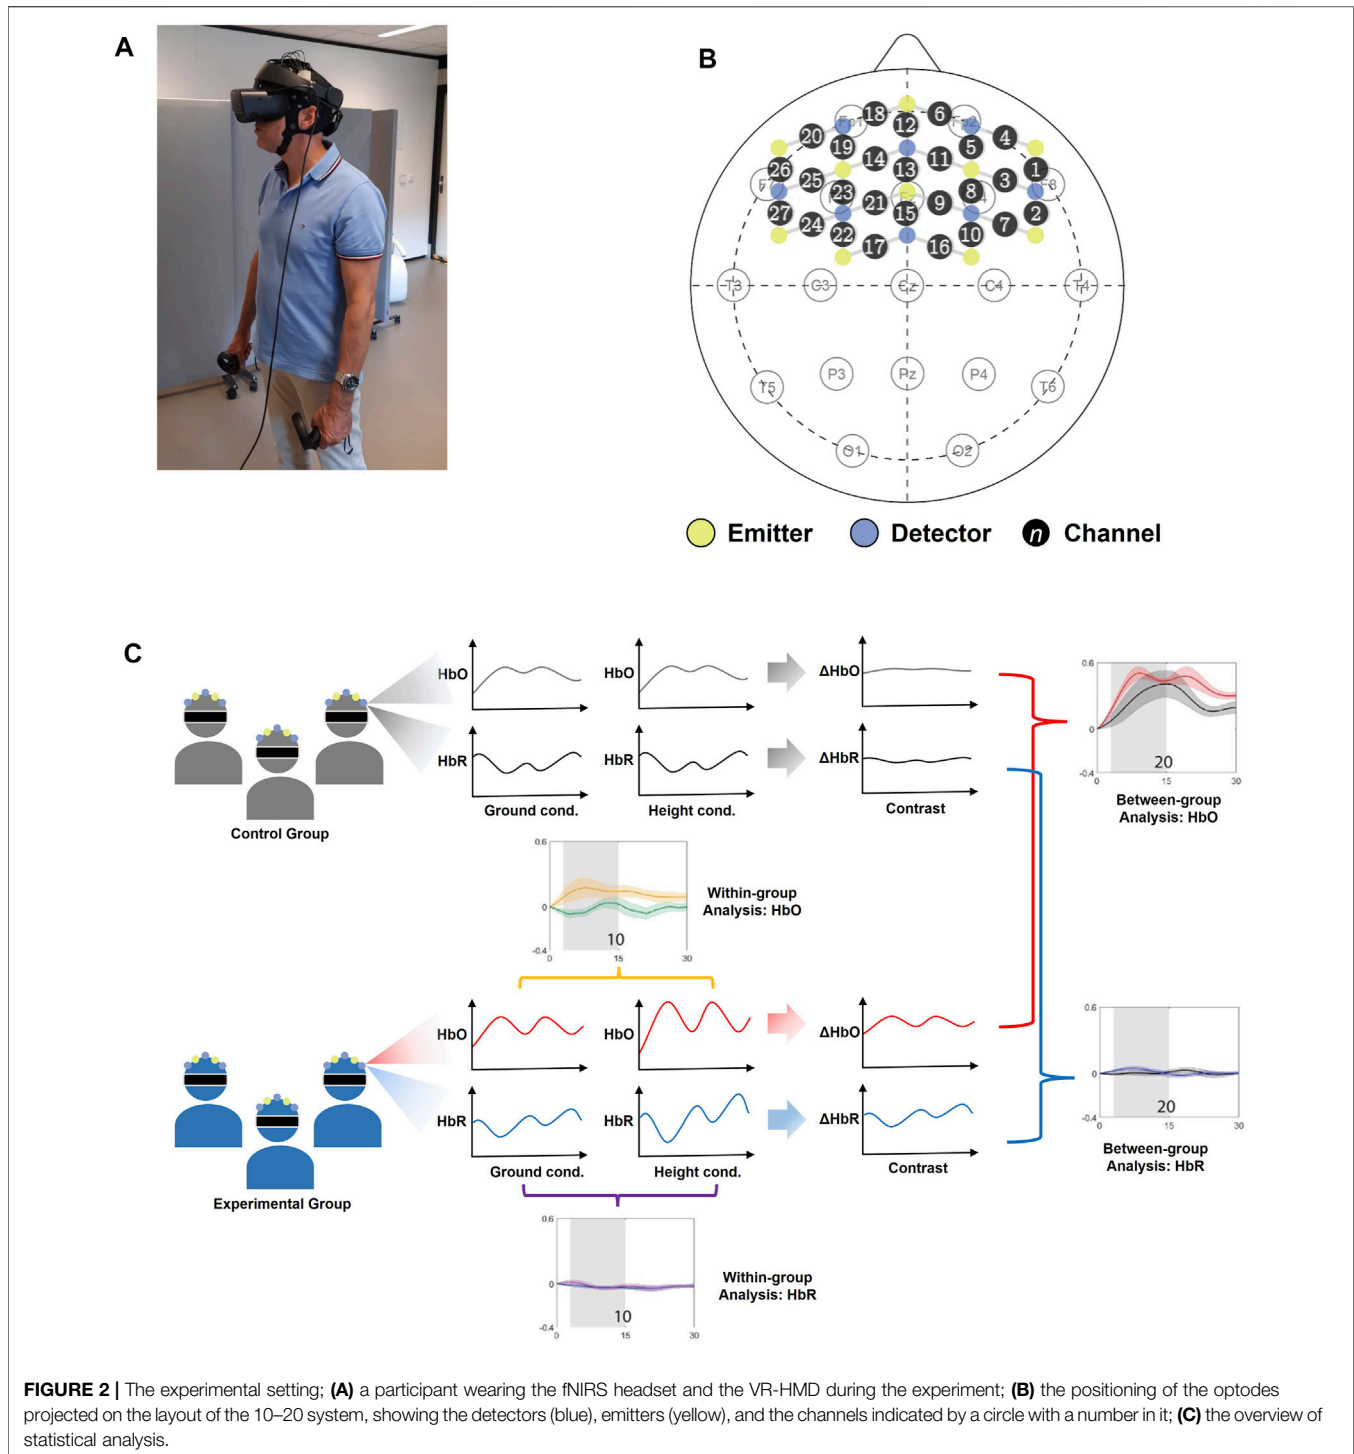 A
B
18
6
Fp1
12
Fp2
20
4
19
5
14
11
26
13
1
F7
25
3
F8
23
8
21
9
27
15
2
24
7
22
10
17
16
T3
C3
Cz
C4
T4
T5
P3
Pz
P4
T6
O1
O2
Emitter
Detector
n Channel
C
HbO
HbO
ΔHbO
HbR
HbR
ΔHbR
Ground cond.
Height cond.
Contrast
Control Group
0.6
0
-0.4
20
0
15
30
Between-group
Analysis: HbO
0.6
0
-0.4
10
0
15
30
Within-group
Analysis: HbO
HbO
HbO
ΔHbO
HbR
HbR
ΔHbR
Ground cond.
Height cond.
Contrast
Experimental Group
0.6
0
-0.4
20
0
15
30
Between-group
Analysis: HbR
0.6
0
-0.4
10
0
15
30
Within-group
Analysis: HbR
FIGURE 2 | The experimental setting; (A) a participant wearing the fNIRS headset and the VR-HMD during the experiment; (B) the positioning of the optodes
projected on the layout of the 10–20 system, showing the detectors (blue), emitters (yellow), and the channels indicated by a circle with a number in it; (C) the overview of
statistical analysis.